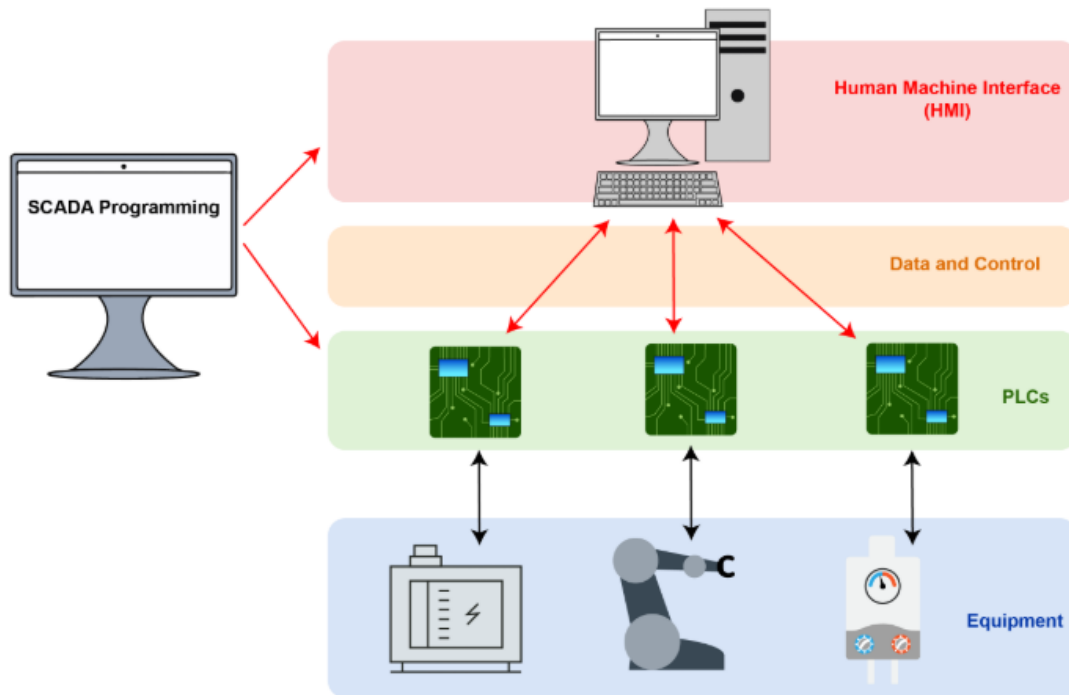 Human Machine Interface
(HMI)
SCADA Programming
Data and Control
PLCs
Equipment